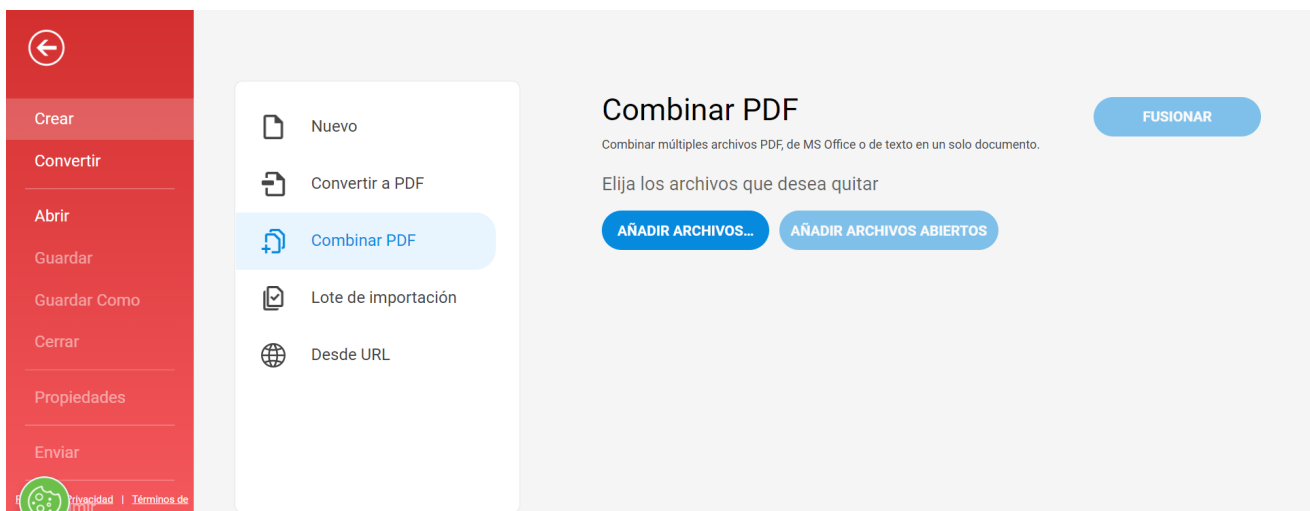 Crear
Convertir
Abrir
Guardar
Guardar Como
Cerrar
Propiedades
Enviar
Privacidad | Términos de
Nuevo
Convertir a PDF
Combinar PDF
Lote de importación
Desde URL
Combinar PDF
FUSIONAR
Combinar múltiples archivos PDF, de MS Office o de texto en un solo documento.
Elija los archivos que desea quitar
AÑADIR ARCHIVOS...
AÑADIR ARCHIVOS ABIERTOS